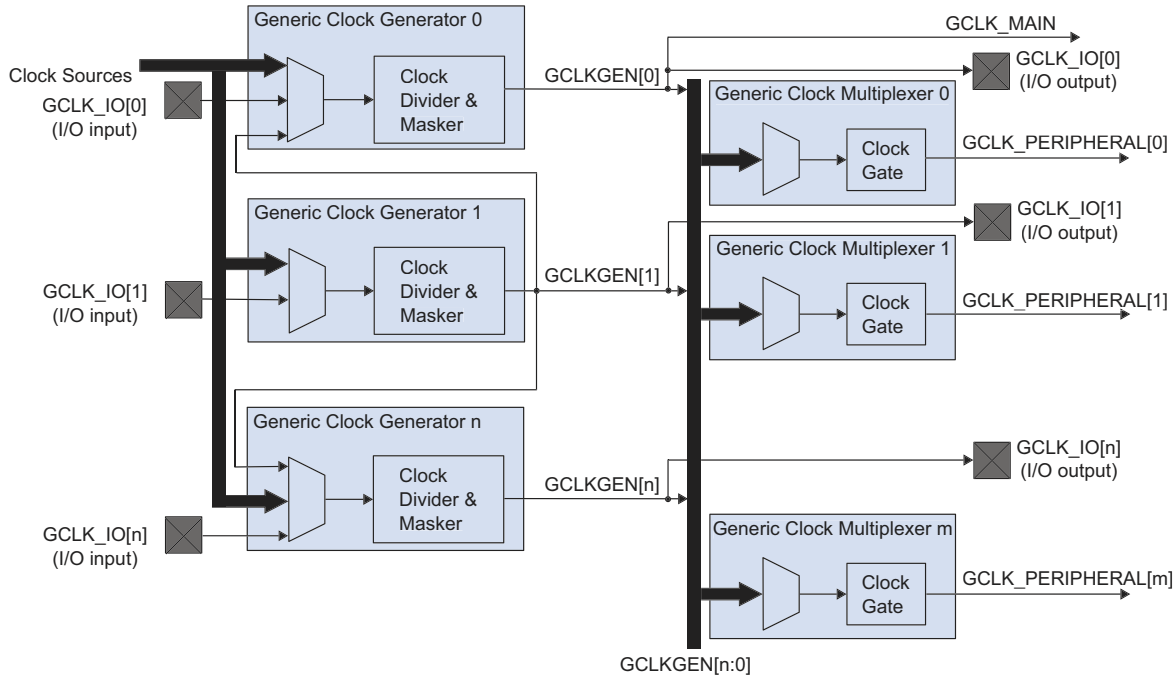 Generic Clock Generator 0
Clock Sources
GCLK_IO[0]
(I/O input)
Clock
Divider &
Masker
GCLKGEN[0]
GCLK_MAIN
GCLK_IO[0]
(I/O output)
Generic Clock Multiplexer 0
Clock
Gate
GCLK_PERIPHERAL[0]
Generic Clock Generator 1
GCLK_IO[1]
(I/O input)
Clock
Divider &
Masker
GCLKGEN[1]
GCLK_IO[1]
(I/O output)
Generic Clock Multiplexer 1
Clock
Gate
GCLK_PERIPHERAL[1]
Generic Clock Generator n
GCLK_IO[n]
(I/O input)
Clock
Divider &
Masker
GCLKGEN[n]
GCLK_IO[n]
(I/O output)
Generic Clock Multiplexer m
Clock
Gate
GCLK_PERIPHERAL[m]
GCLKGEN[n:0]